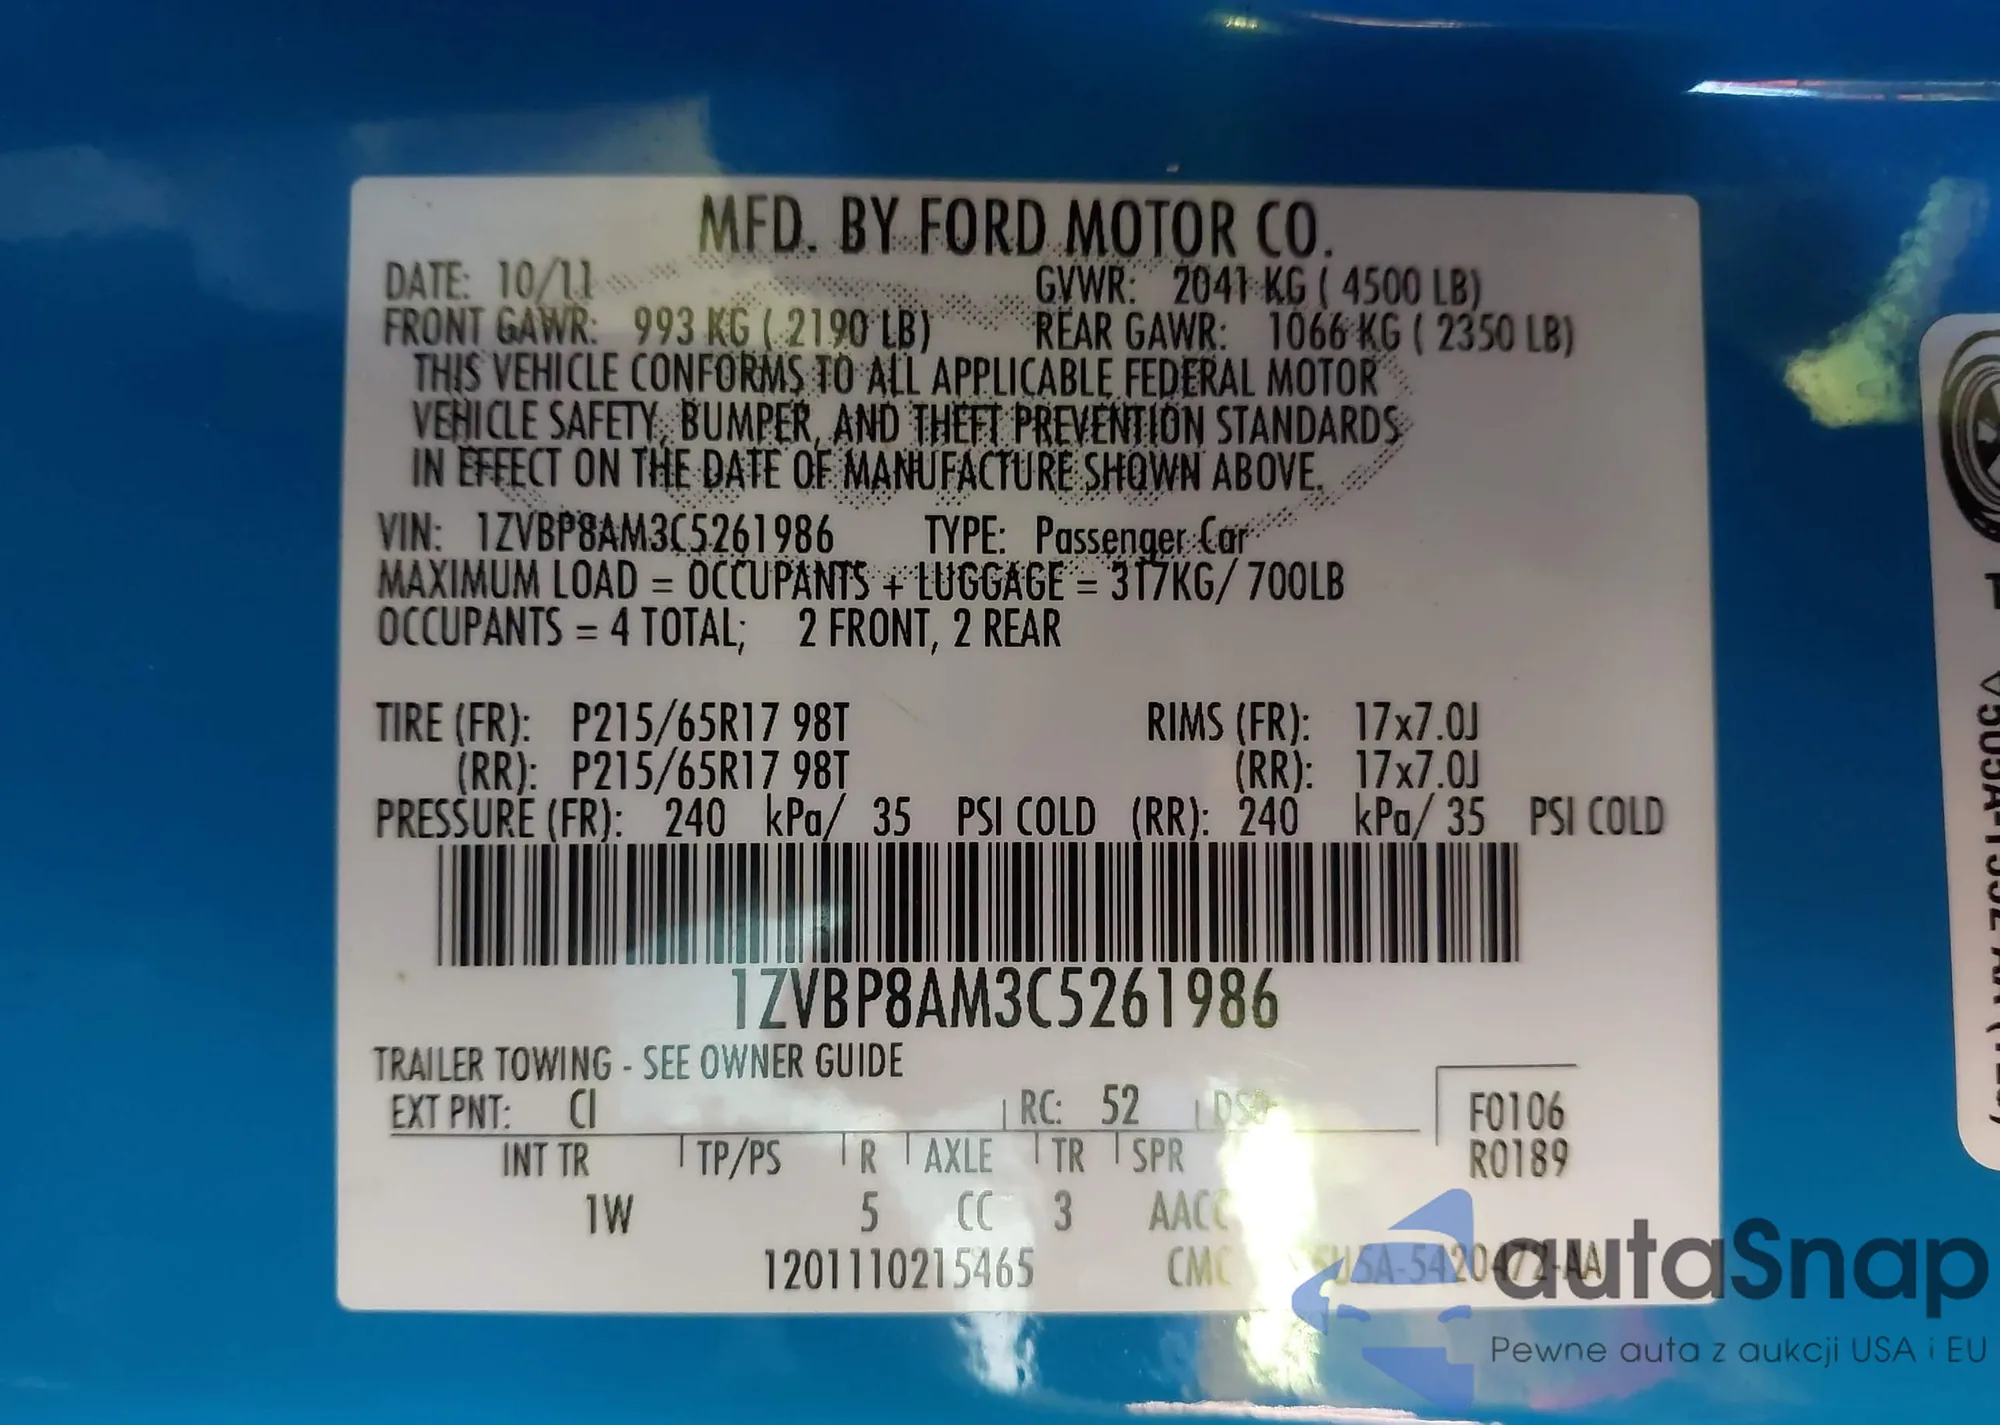 MFD. BY FORD MOTOR CO.
DATE: 10/11 GVWR: 2041 KG ( 4500 LB)
FRONT GAWR: 993 KG ( 2190 LB) REAR GAWR: 1066 KG ( 2350 LB)
THIS VEHICLE CONFORMS TO ALL APPLICABLE FEDERAL MOTOR
VEHICLE SAFETY, BUMPER, AND THEFT PREVENTION STANDARDS
IN EFFECT ON THE DATE OF MANUFACTURE SHOWN ABOVE.
VIN: 1ZVBP8AM3C5261986 TYPE: Passenger Car
MAXIMUM LOAD = OCCUPANTS + LUGGAGE = 317KG/ 700LB
OCCUPANTS = 4 TOTAL; 2 FRONT, 2 REAR
TIRE (FR): P215/65R17 98T RIMS (FR): 17x7.0J
(RR): P215/65R17 98T (RR): 17x7.0J
PRESSURE (FR): 240 kPa/ 35 PSI COLD (RR): 240 kPa/ 35 PSI COLD
1ZVBP8AM3C5261986
TRAILER TOWING - SEE OWNER GUIDE
EXT PNT: CI RC: 52 DSO: F0106
INT TR TP/PS R AXLE TR SPR R0189
1W 5 CC 3 AACC
1201110215465 CMC
autaSnap
Pewne auta z aukcji USA i EU